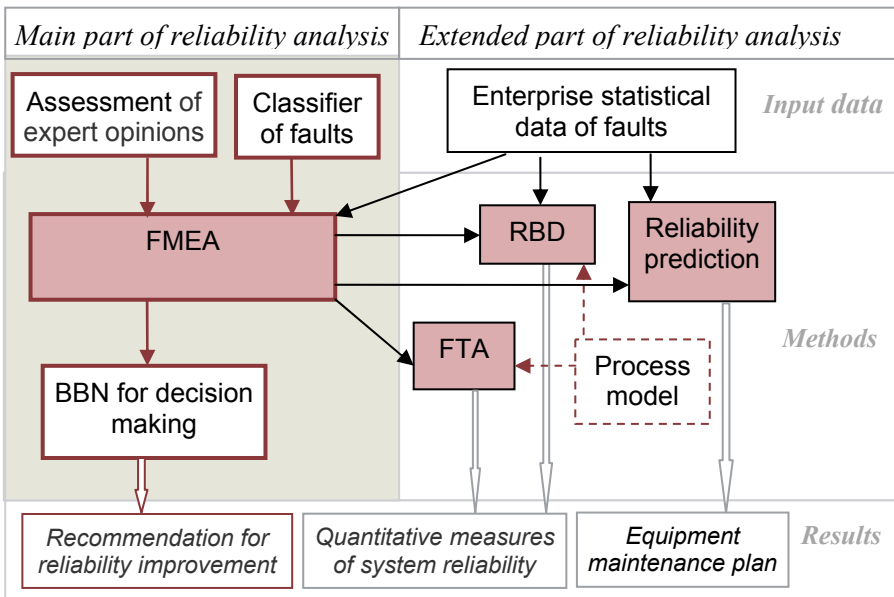 Main part of reliability analysis
Extended part of reliability analysis
Assessment of
expert opinions
Classifier
of faults
Enterprise statistical
data of faults
Input data
FMEA
RBD
Reliability
prediction
Methods
FTA
Process
model
BBN for decision
making
Recommendation for
reliability improvement
Quantitative measures
of system reliability
Equipment
maintenance plan
Results